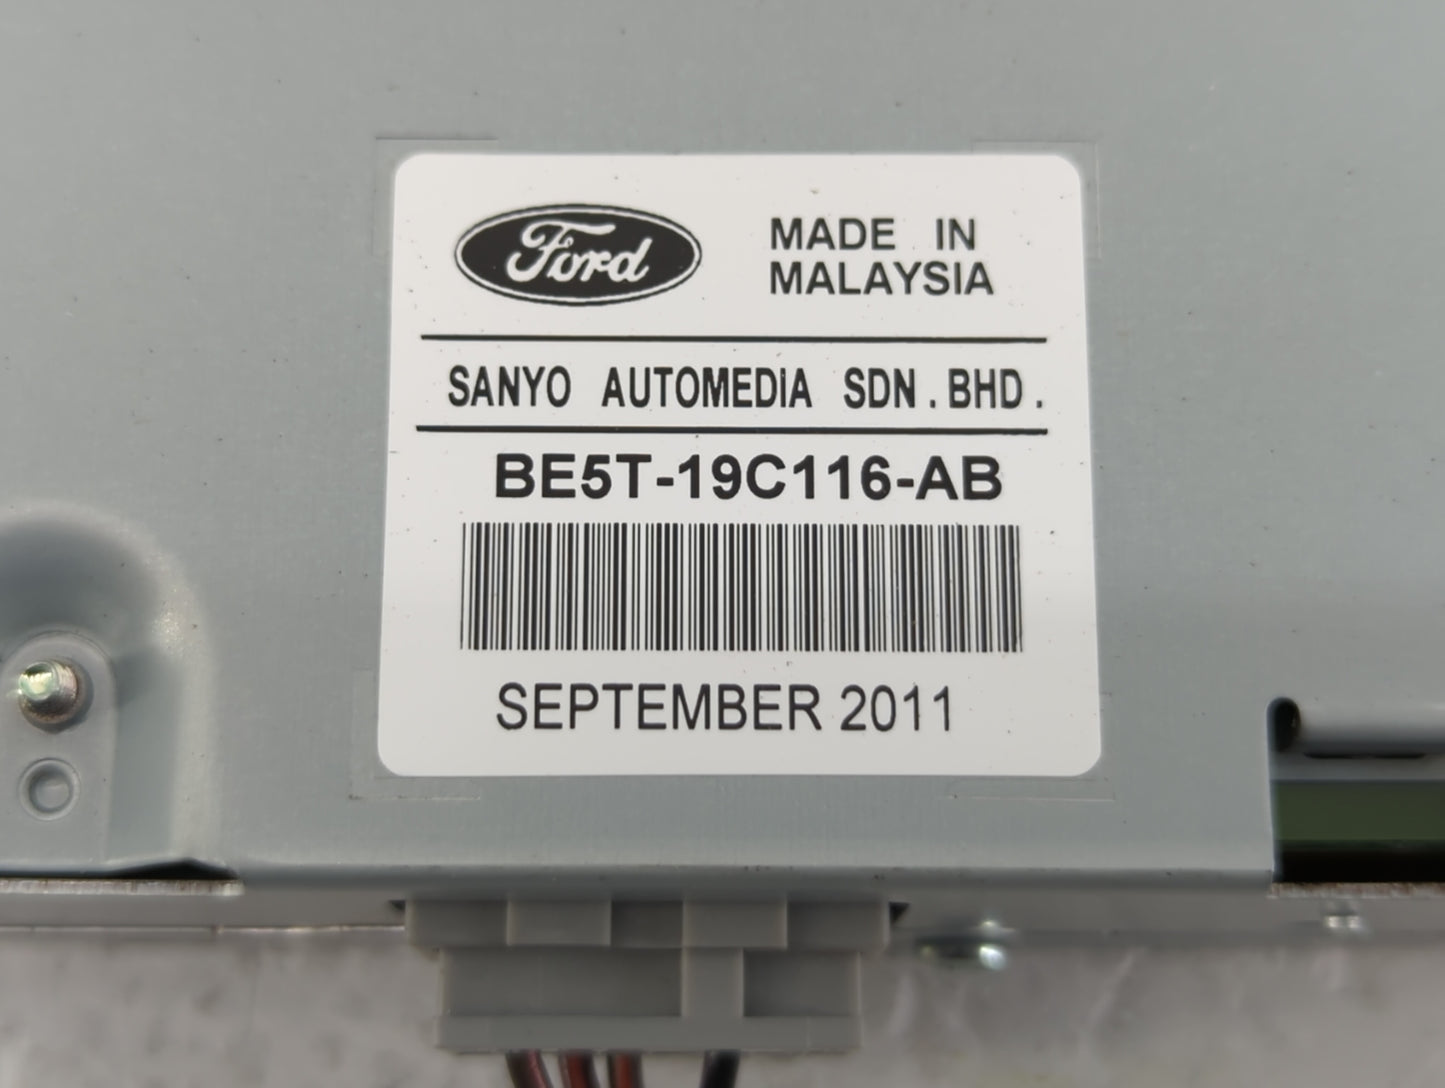 Ford
MADE IN
MALAYSIA
SANYO AUTOMEDIA SDN. BHD.
BE5T-19C116-AB
SEPTEMBER 2011